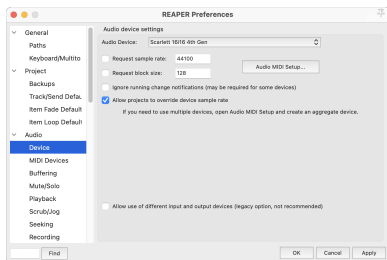 REAPER Preferences
General
Paths
Keyboard/Multito
Project
Backups
Track/Send Defau
Item Fade Default
Item Loop Default
Audio
Device
MIDI Devices
Buffering
Mute/Solo
Playback
Scrub/Jog
Seeking
Recording
Find
Audio device settings
Audio Device: Scarlett 16i16 4th Gen
Request sample rate: 44100
Audio MIDI Setup...
Request block size: 128
Ignore running change notifications (may be required for some devices)
Allow projects to override device sample rate
If you need to use multiple devices, open Audio MIDI Setup and create an aggregate device.
Allow use of different input and output devices (legacy option, not recommended)
OK Cancel Apply